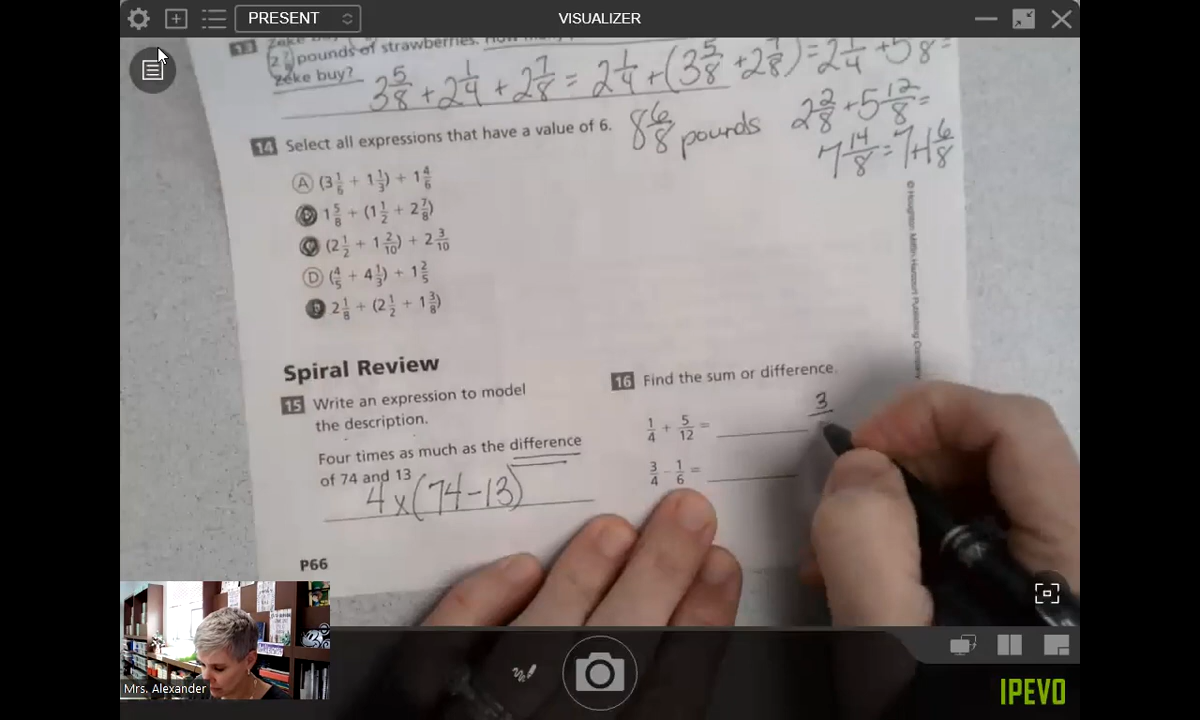 PRESENT
VISUALIZER
pounds of strawberries.
Zeke buy?
3 5/8 + 2 1/4 + 2 7/8 = 2 1/4 + (3 5/8 + 2 7/8) = 2 1/4 + 5
2 2/8 + 5 12/8 =
7 14/8 = 7 + 1 6/8
8 6/8 pounds
14 Select all expressions that have a value of 6.
A (3 1/6 + 1 1/3) + 1 4/6
1 5/8 + (1 1/2 + 2 7/8)
(2 1/2 + 1 2/10) + 2 3/10
D (4/5 + 4 1/3) + 1 2/5
2 1/8 + (2 1/2 + 1 3/8)
Spiral Review
15 Write an expression to model
the description.
Four times as much as the difference
of 74 and 13
4 x (74 - 13)
16 Find the sum or difference.
1/4 + 5/12 =
3
3/4 - 1/6 =
P66
© Houghton Mifflin Harcourt Publishing Company
Mrs. Alexander
IPEVO